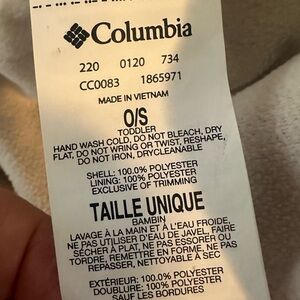 Columbia
220 0120 734
CC0083 1865971
MADE IN VIETNAM
O/S
TODDLER
HAND WASH COLD, DO NOT BLEACH, DRY
FLAT, DO NOT WRING OR TWIST, RESHAPE,
DO NOT IRON, DRYCLEANABLE
SHELL: 100.0% POLYESTER
LINING: 100% POLYESTER
EXCLUSIVE OF TRIMMING
TAILLE UNIQUE
BAMBIN
LAVAGE À LA MAIN ET À L'EAU FROIDE,
NE PAS UTILISER D'EAU DE JAVEL, FAIRE
SÉCHER À PLAT, NE PAS ESSORER OU
TORDRE, REMETTRE EN FORME, NE PAS
REPASSER, NETTOYABLE À SEC
EXTÉRIEUR: 100.0% POLYESTER
DOUBLURE: 100% POLYESTER
SAUF LES BORDURES